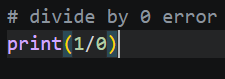 # divide by 0 error
print(1/0)